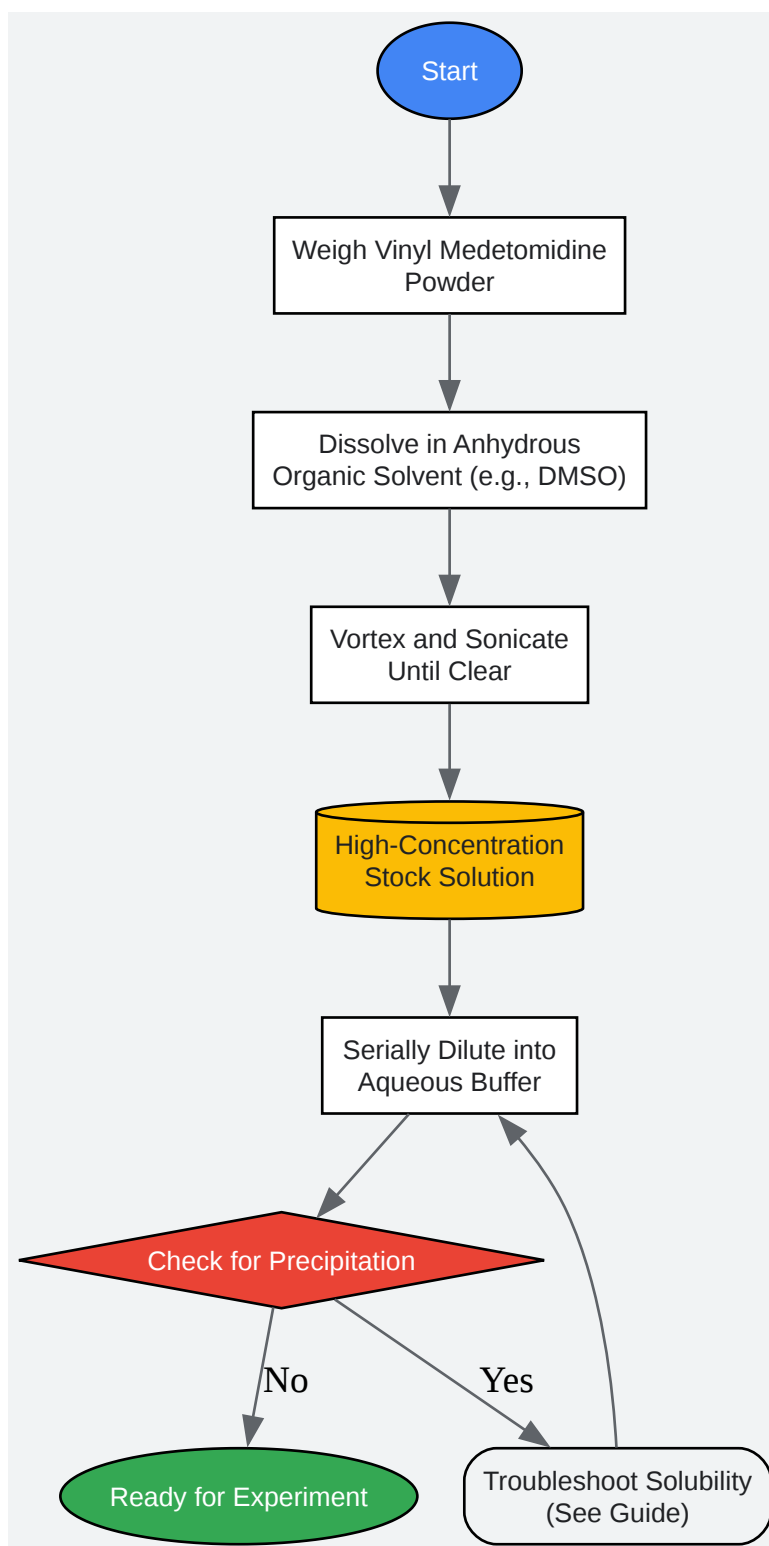 Start
Weigh Vinyl Medetomidine
Powder
Dissolve in Anhydrous
Organic Solvent (e.g., DMSO)
Vortex and Sonicate
Until Clear
High-Concentration
Stock Solution
Serially Dilute into
Aqueous Buffer
Check for Precipitation
No
Yes
Ready for Experiment
Troubleshoot Solubility
(See Guide)